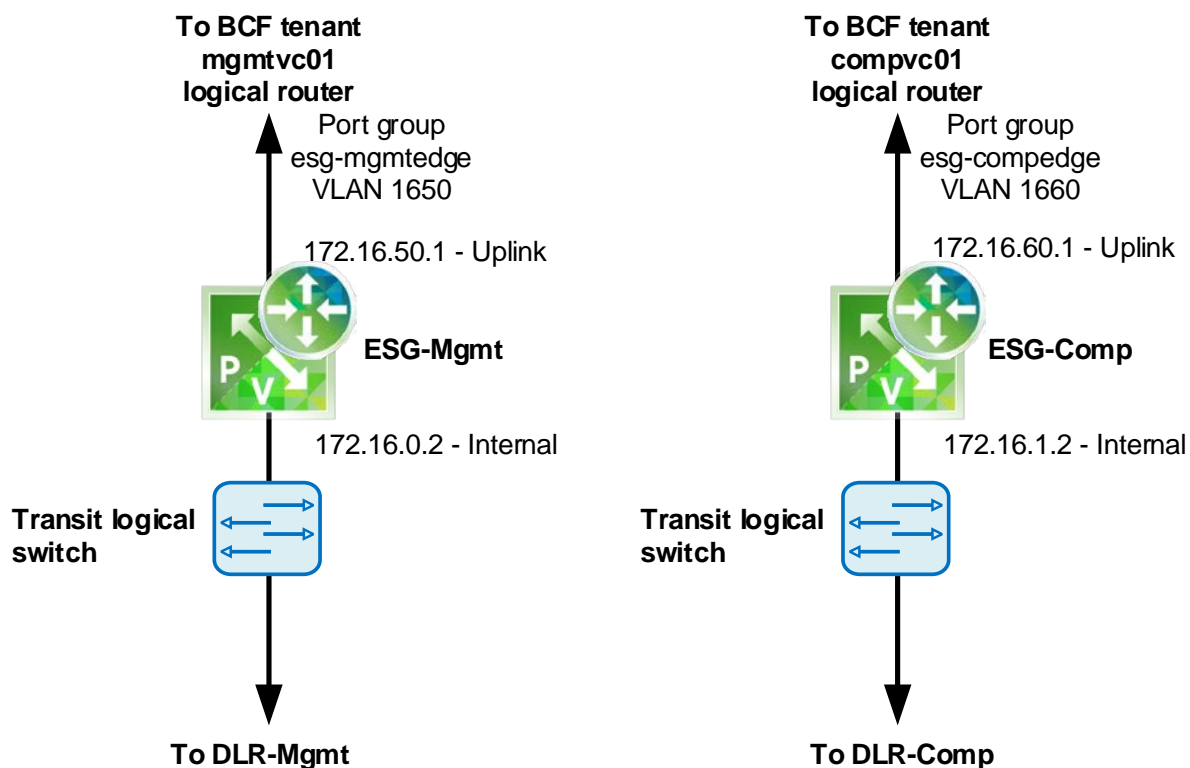 To BCF tenant
mgmtvc01
logical router
Port group
esg-mgmtedge
VLAN 1650
172.16.50.1 - Uplink
P
V
ESG-Mgmt
172.16.0.2 - Internal
Transit logical
switch
To DLR-Mgmt
To BCF tenant
compvc01
logical router
Port group
esg-compedge
VLAN 1660
172.16.60.1 - Uplink
P
V
ESG-Comp
172.16.1.2 - Internal
Transit logical
switch
To DLR-Comp